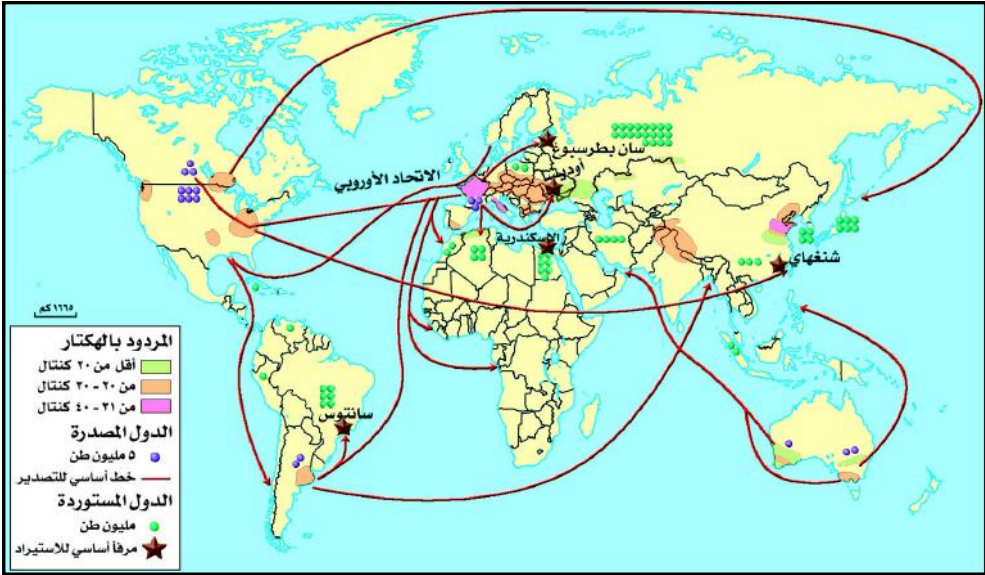 سان بطرسبوغ
أوديسا
الاتحاد الأوروبي
الإسكندرية
شنغهاي
سانتوس
١٦٦٥ كم
المردود بالهكتار
أقل من ٢٠ كنتال
من ٢٠ - ٣٠ كنتال
من ٣١ - ٤٠ كنتال
الدول المصدرة
٥ مليون طن
خط أساسي للتصدير
الدول المستوردة
مليون طن
مرفأ أساسي للاستيراد